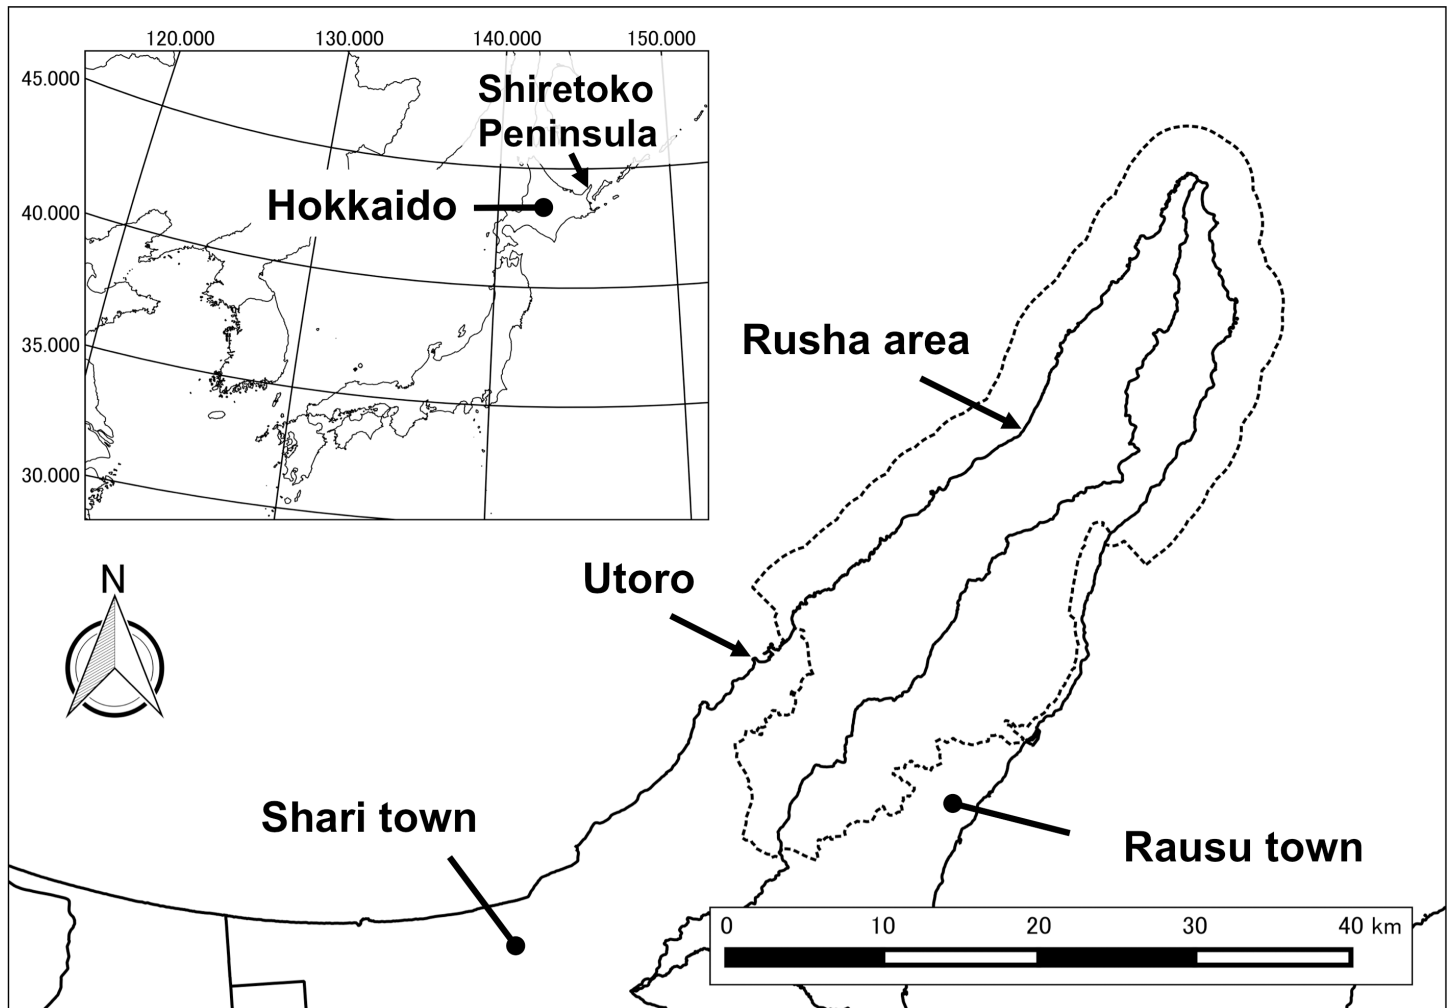 120.000 130.000 140.000 150.000
45.000
40.000
35.000
30.000
Shiretoko
Peninsula
Hokkaido
Rusha area
Utoro
N
Shari town
Rausu town
0 10 20 30 40 km